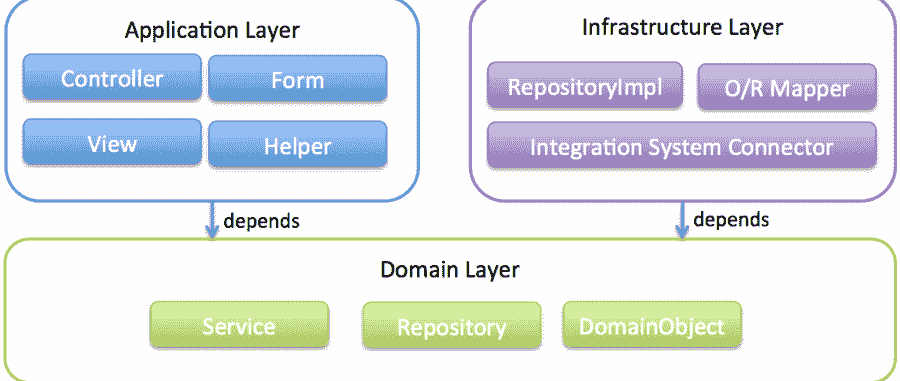 Application Layer
Controller
Form
View
Helper
Infrastructure Layer
RepositoryImpl
O/R Mapper
Integration System Connector
depends
depends
Domain Layer
Service
Repository
DomainObject